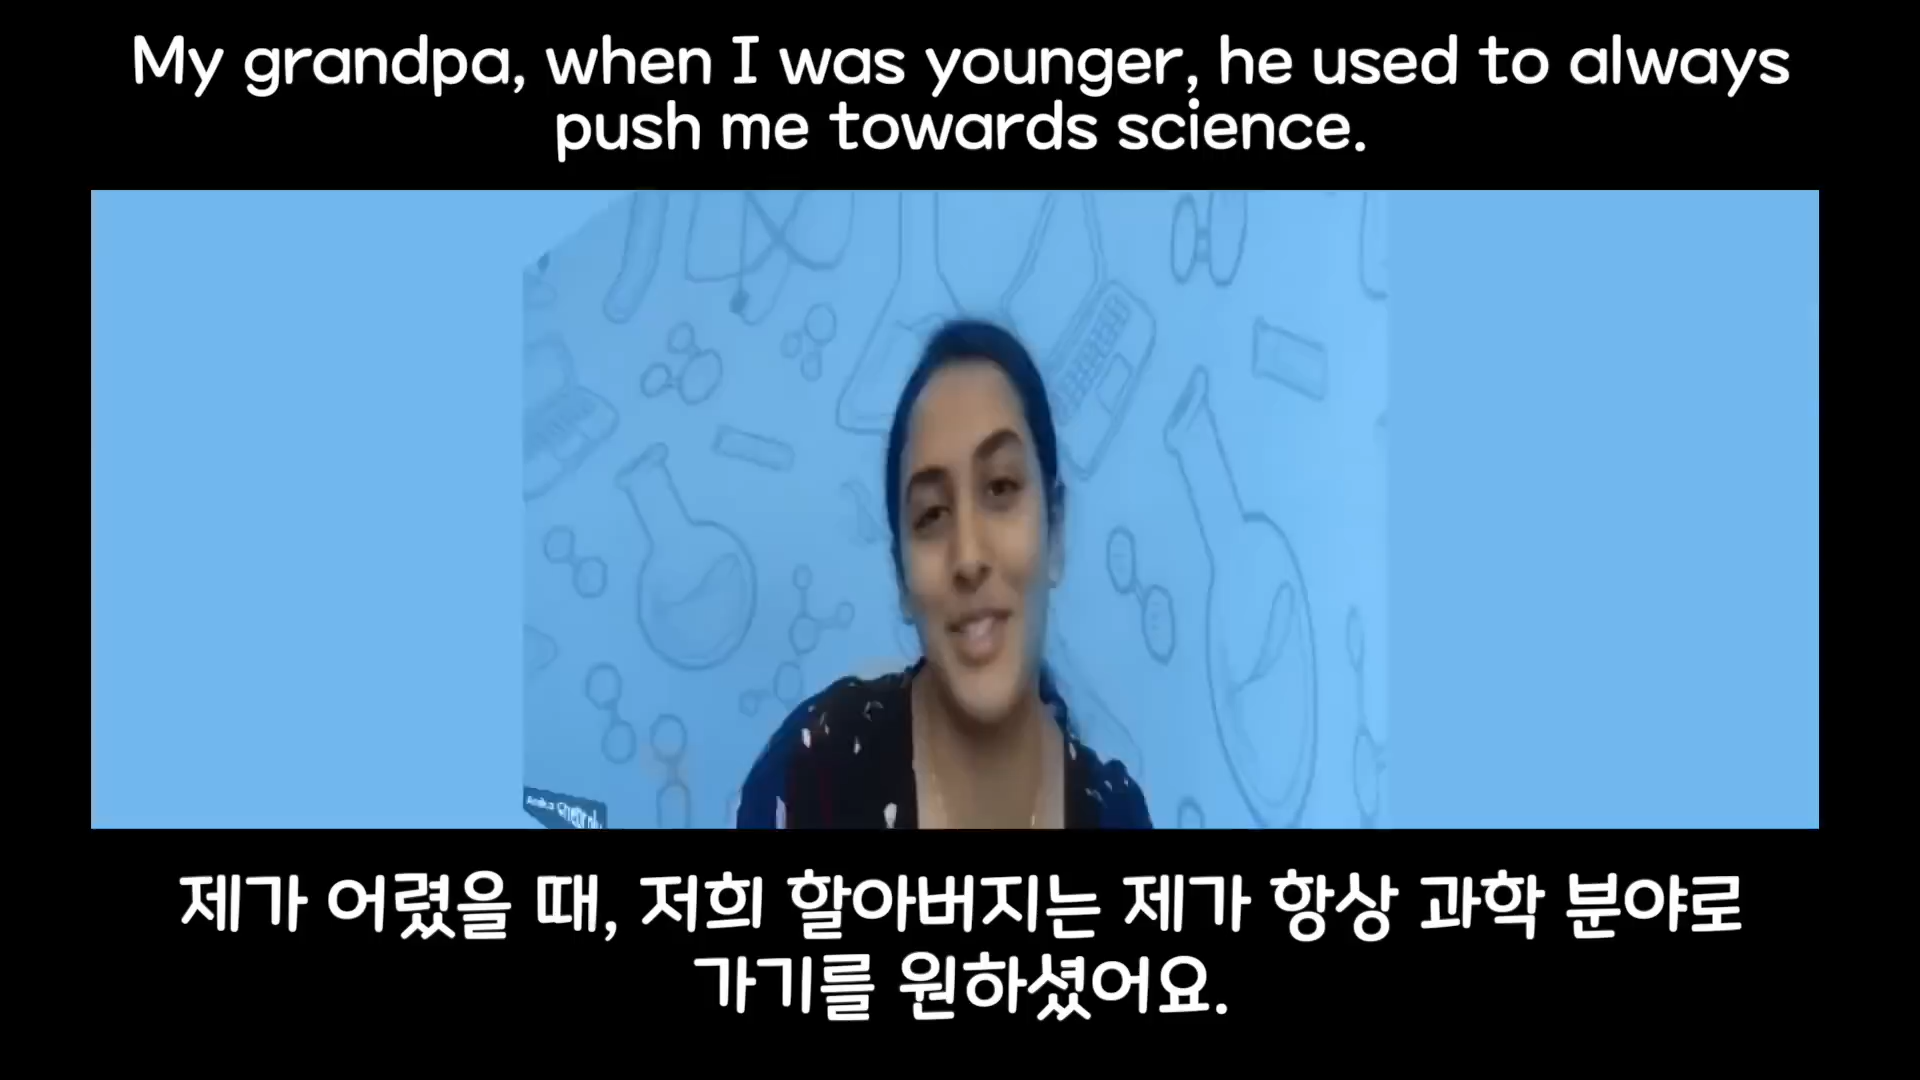 My grandpa, when I was younger, he used to always
push me towards science.
Anika Chebrolu
제가 어렸을 때, 저희 할아버지는 제가 항상 과학 분야로
가기를 원하셨어요.